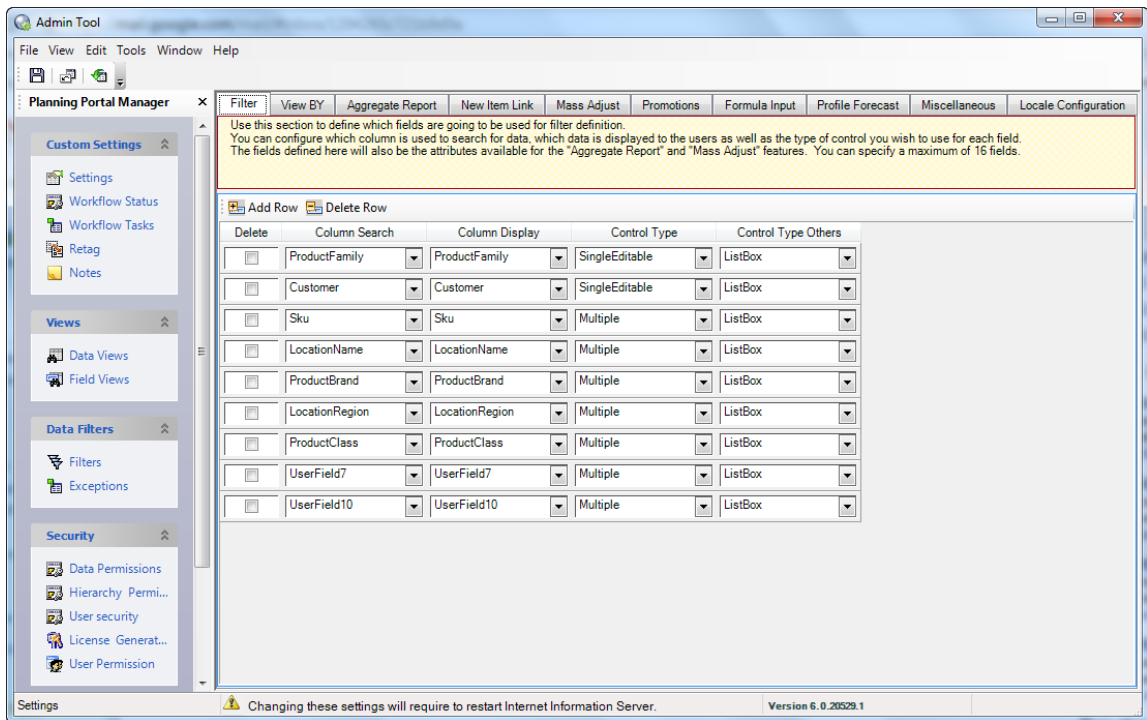 Admin Tool
File View Edit Tools Window Help
Planning Portal Manager
Custom Settings
Settings
Workflow Status
Workflow Tasks
Retag
Notes
Views
Data Views
Field Views
Data Filters
Filters
Exceptions
Security
Data Permissions
Hierarchy Permi...
User security
License Generat...
User Permission
Filter View BY Aggregate Report New Item Link Mass Adjust Promotions Formula Input Profile Forecast Miscellaneous Locale Configuration
Use this section to define which fields are going to be used for filter definition.
You can configure which column is used to search for data, which data is displayed to the users as well as the type of control you wish to use for each field.
The fields defined here will also be the attributes available for the "Aggregate Report" and "Mass Adjust" features. You can specify a maximum of 16 fields.
Add Row Delete Row
Delete Column Search Column Display Control Type Control Type Others
ProductFamily ProductFamily SingleEditable ListBox
Customer Customer SingleEditable ListBox
Sku Sku Multiple ListBox
LocationName LocationName Multiple ListBox
ProductBrand ProductBrand Multiple ListBox
LocationRegion LocationRegion Multiple ListBox
ProductClass ProductClass Multiple ListBox
UserField7 UserField7 Multiple ListBox
UserField10 UserField10 Multiple ListBox
Settings Changing these settings will require to restart Internet Information Server. Version 6.0.20529.1